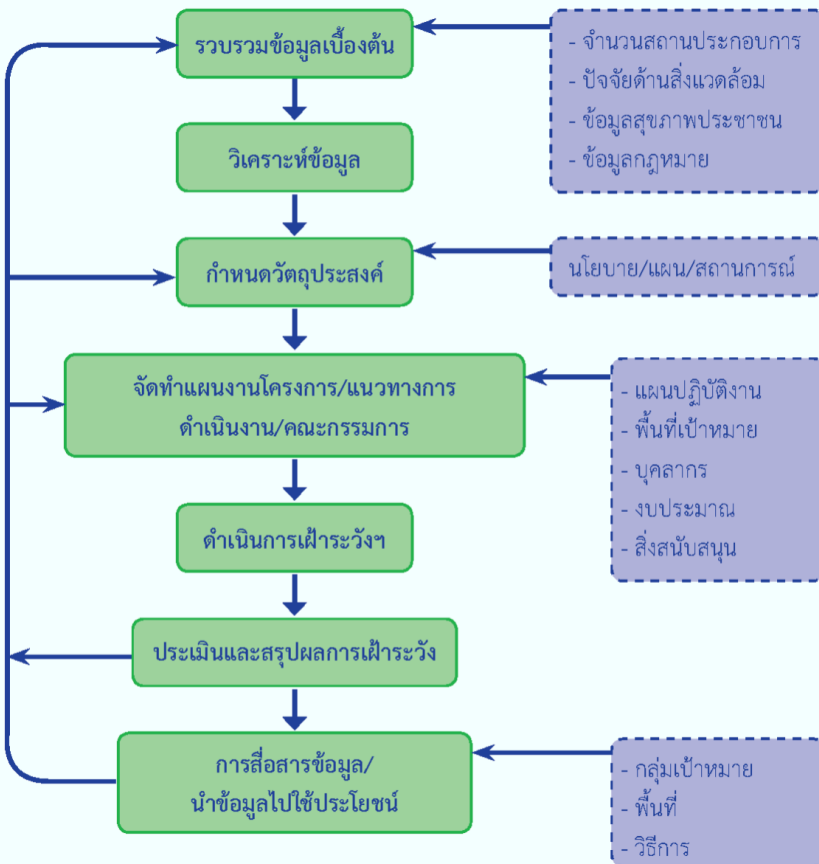 รวบรวมข้อมูลเบื้องต้น
- จำนวนสถานประกอบการ
- ปัจจัยด้านสิ่งแวดล้อม
- ข้อมูลสุขภาพประชาชน
- ข้อมูลกฎหมาย
วิเคราะห์ข้อมูล
กำหนดวัตถุประสงค์
นโยบาย/แผน/สถานการณ์
จัดทำแผนงานโครงการ/แนวทางการ
ดำเนินงาน/คณะกรรมการ
- แผนปฏิบัติงาน
- พื้นที่เป้าหมาย
- บุคลากร
- งบประมาณ
- สิ่งสนับสนุน
ดำเนินการเฝ้าระวังฯ
ประเมินและสรุปผลการเฝ้าระวัง
การสื่อสารข้อมูล/
นำข้อมูลไปใช้ประโยชน์
- กลุ่มเป้าหมาย
- พื้นที่
- วิธีการ